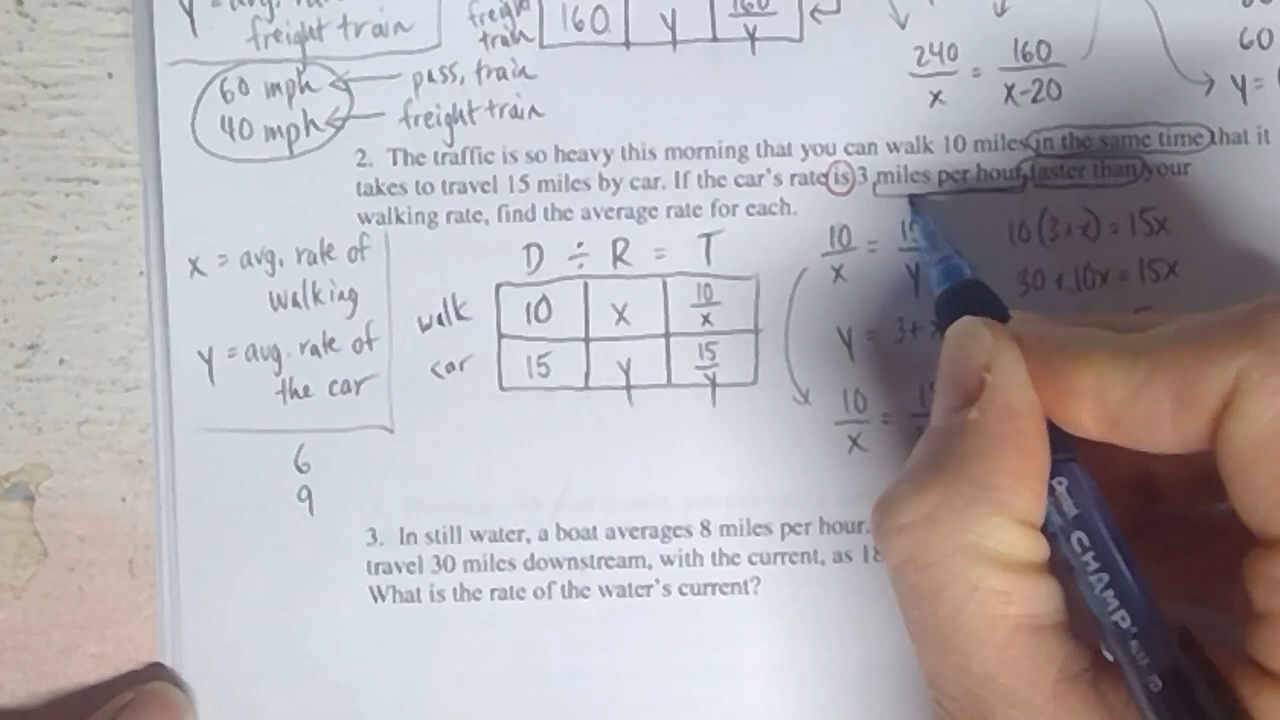 freight train
160 y 160/y
240/x = 160/x-20
60
y =
60 mph ← pass, train
40 mph ← freight train
2. The traffic is so heavy this morning that you can walk 10 miles in the same time that it
takes to travel 15 miles by car. If the car's rate is 3 miles per hour faster than your
walking rate, find the average rate for each.
x = avg. rate of
walking
y = avg. rate of
the car
D ÷ R = T
walk 10 x 10/x
car 15 y 15/y
10/x =
y = 3+x
10/x =
10(3+x) = 15x
30 + 10x = 15x
6
9
3. In still water, a boat averages 8 miles per hour.
travel 30 miles downstream, with the current, as 18
What is the rate of the water's current?
CHAMP